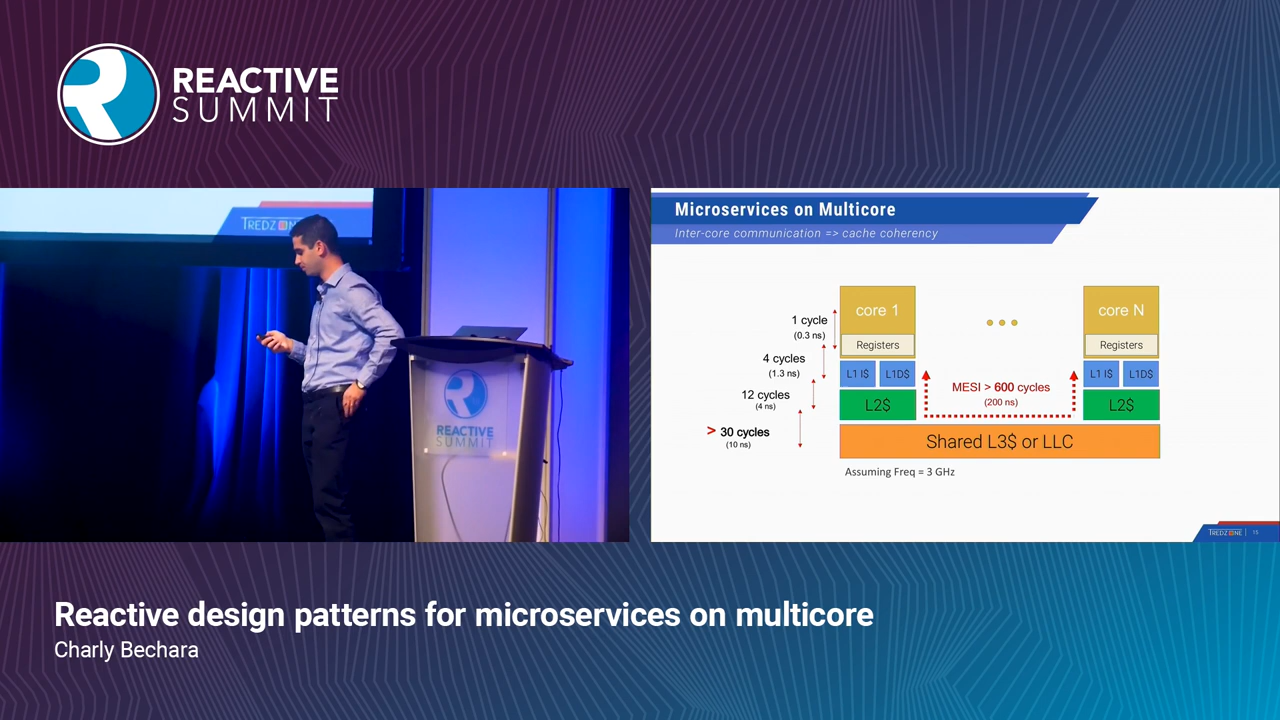 REACTIVE
SUMMIT
TREDZONE
REACTIVE
SUMMIT
Microservices on Multicore
Inter-core communication => cache coherency
core 1
core N
1 cycle
(0.3 ns)
Registers
Registers
4 cycles
(1.3 ns)
L1 I$ L1D$
L1 I$ L1D$
MESI > 600 cycles
(200 ns)
12 cycles
(4 ns)
L2$
L2$
> 30 cycles
(10 ns)
Shared L3$ or LLC
Assuming Freq = 3 GHz
TREDZONE | 15
Reactive design patterns for microservices on multicore
Charly Bechara